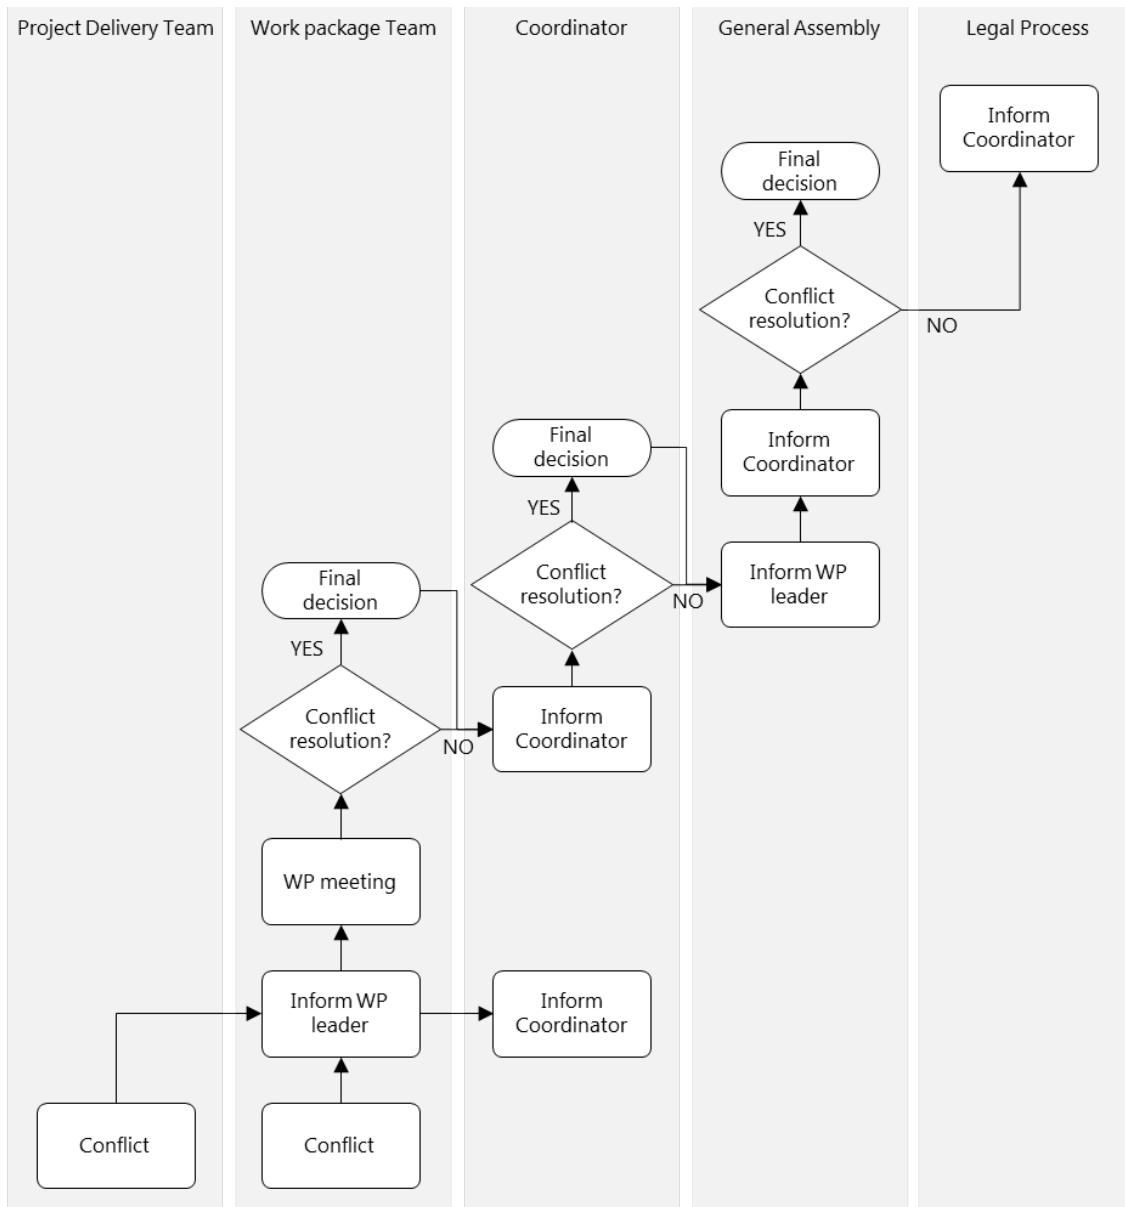 Project Delivery Team
Work package Team
Coordinator
General Assembly
Legal Process
Inform
Coordinator
Final
decision
YES
Conflict
resolution?
NO
Inform
Coordinator
Final
decision
YES
Conflict
resolution?
NO
Inform WP
leader
Final
decision
YES
Conflict
resolution?
NO
Inform
Coordinator
WP meeting
Inform WP
leader
Inform
Coordinator
Conflict
Conflict